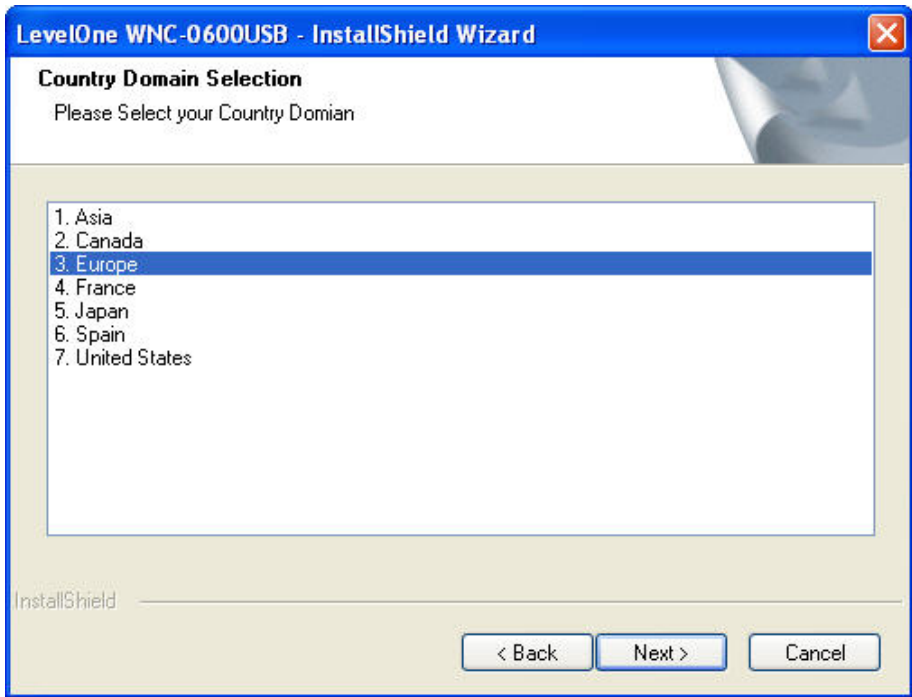 LevelOne WNC-0600USB - InstallShield Wizard
Country Domain Selection
Please Select your Country Domian
1. Asia
2. Canada
3. Europe
4. France
5. Japan
6. Spain
7. United States
InstallShield
< Back
Next >
Cancel